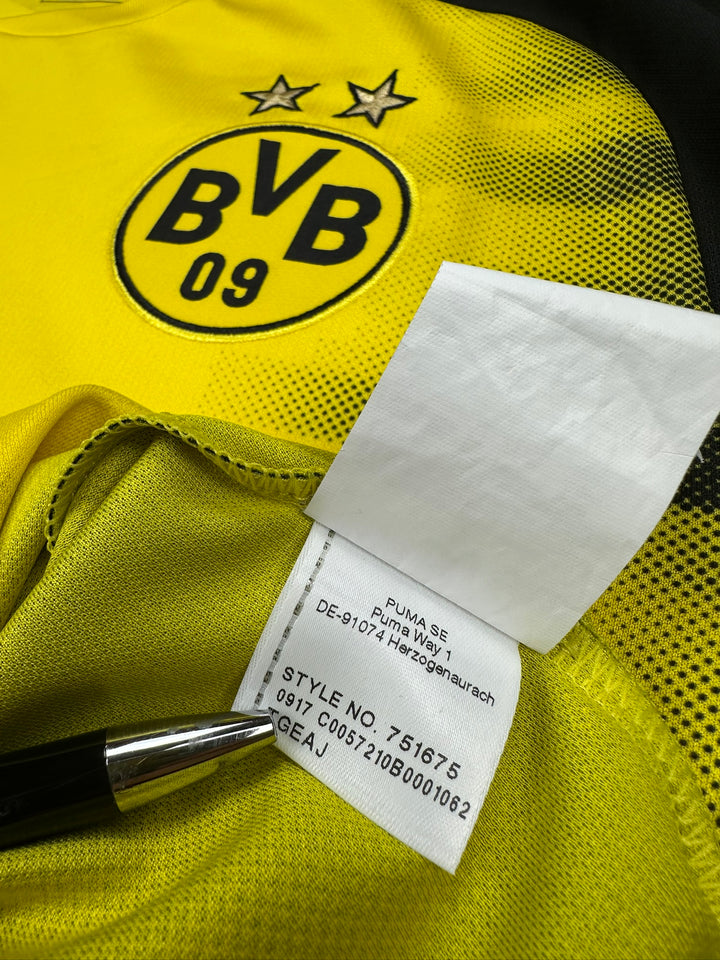 BVB
09
PUMA SE
Puma Way 1
DE-91074 Herzogenaurach
STYLE NO. 751675
0917 C0057210B0001062
TGEAJ